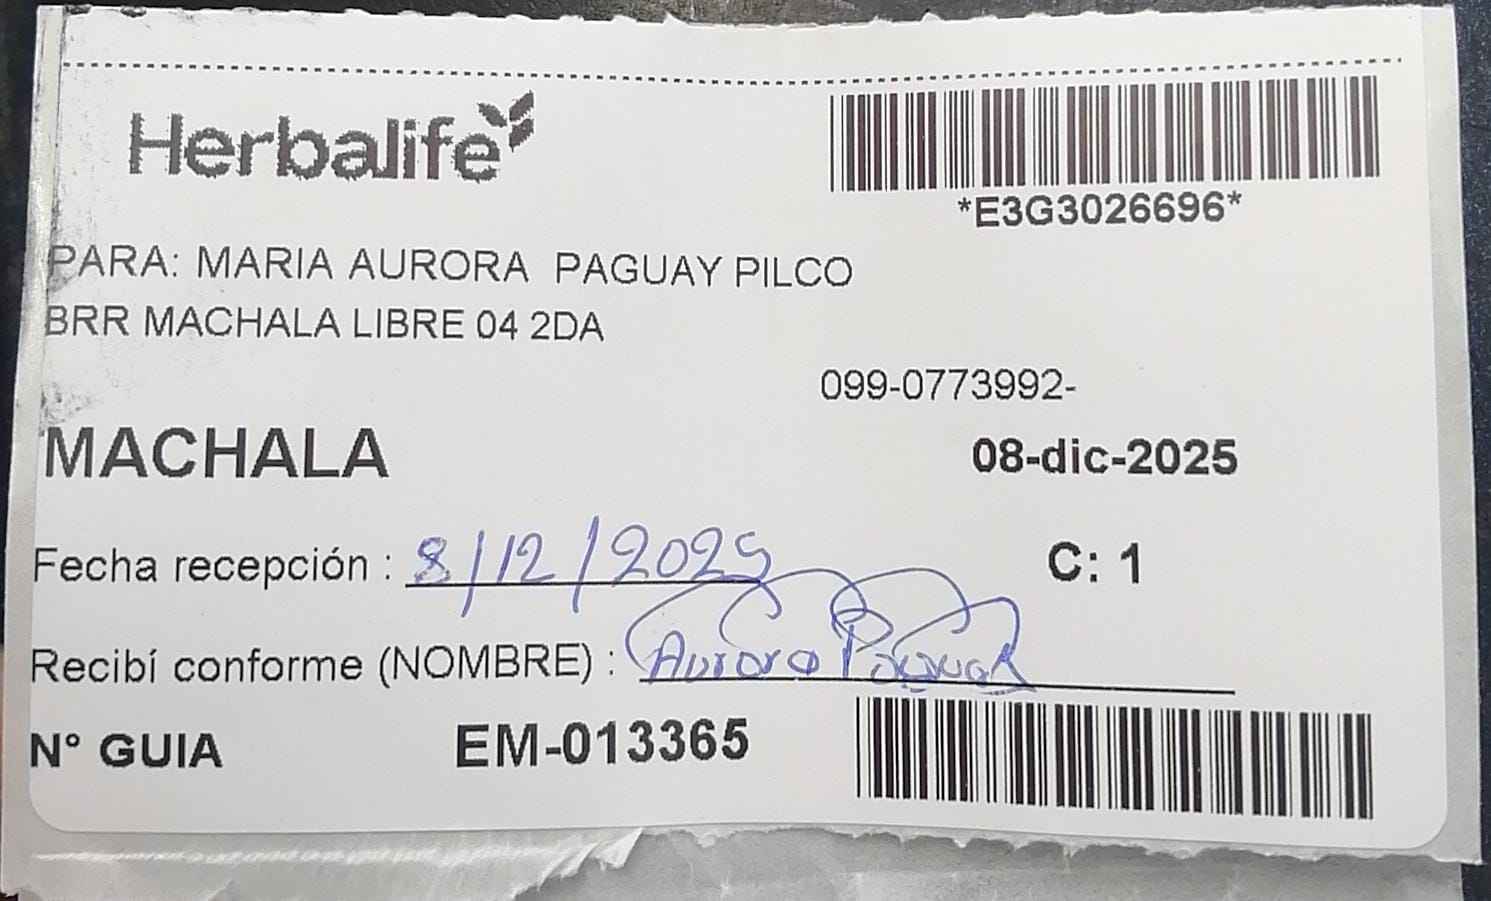 Herbalife
*E3G3026696*
PARA: MARIA AURORA PAGUAY PILCO
BRR MACHALA LIBRE 04 2DA
099-0773992-
MACHALA 08-dic-2025
Fecha recepción : 8/12/2025 C: 1
Recibí conforme (NOMBRE) : Aurora Paguay
N° GUIA EM-013365